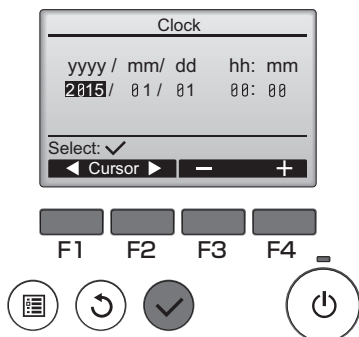 Clock
yyyy / mm/ dd hh: mm
2015/ 01/ 01 00: 00
Select: ✓
◀ Cursor ▶ − +
F1 F2 F3 F4